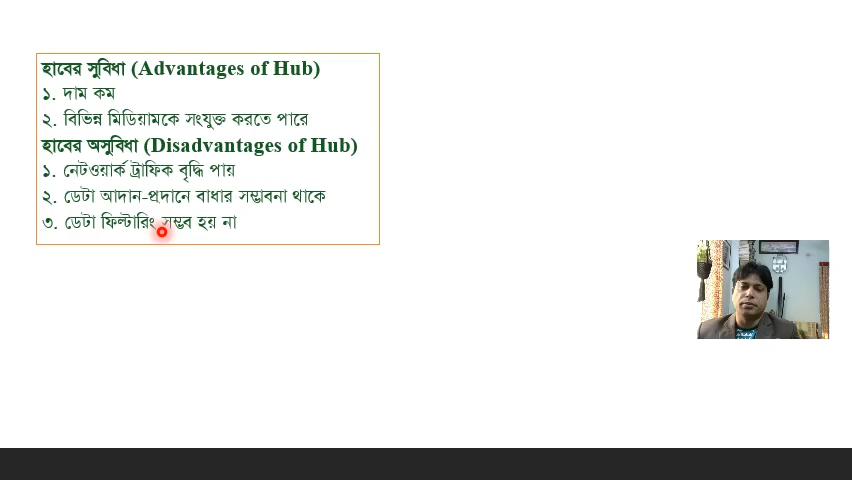 হাবের সুবিধা (Advantages of Hub)
১. দাম কম
২. বিভিন্ন মিডিয়ামকে সংযুক্ত করতে পারে
হাবের অসুবিধা (Disadvantages of Hub)
১. নেটওয়ার্ক ট্রাফিক বৃদ্ধি পায়
২. ডেটা আদান-প্রদানে বাধার সম্ভাবনা থাকে
৩. ডেটা ফিল্টারিং সম্ভব হয় না